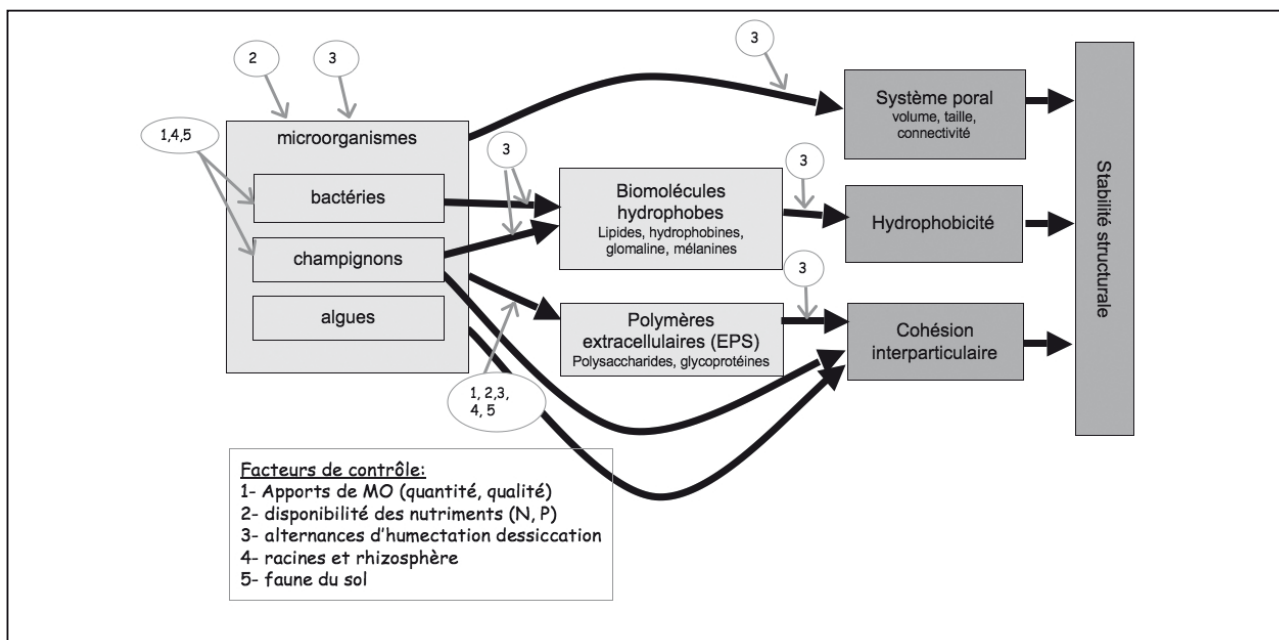 2
3
3
1,4,5
microorganismes
bactéries
champignons
algues
3
Biomolécules
hydrophobes
Lipides, hydrophobines,
glomaline, mélanines
3
Polymères
extracellulaires (EPS)
Polysaccharides, glycoprotéines
3
1, 2,3,
4, 5
Système poral
volume, taille,
connectivité
Hydrophobicité
Cohésion
interparticulaire
Stabilité structurale
Facteurs de contrôle:
1- Apports de MO (quantité, qualité)
2- disponibilité des nutriments (N, P)
3- alternances d'humectation dessiccation
4- racines et rhizosphère
5- faune du sol